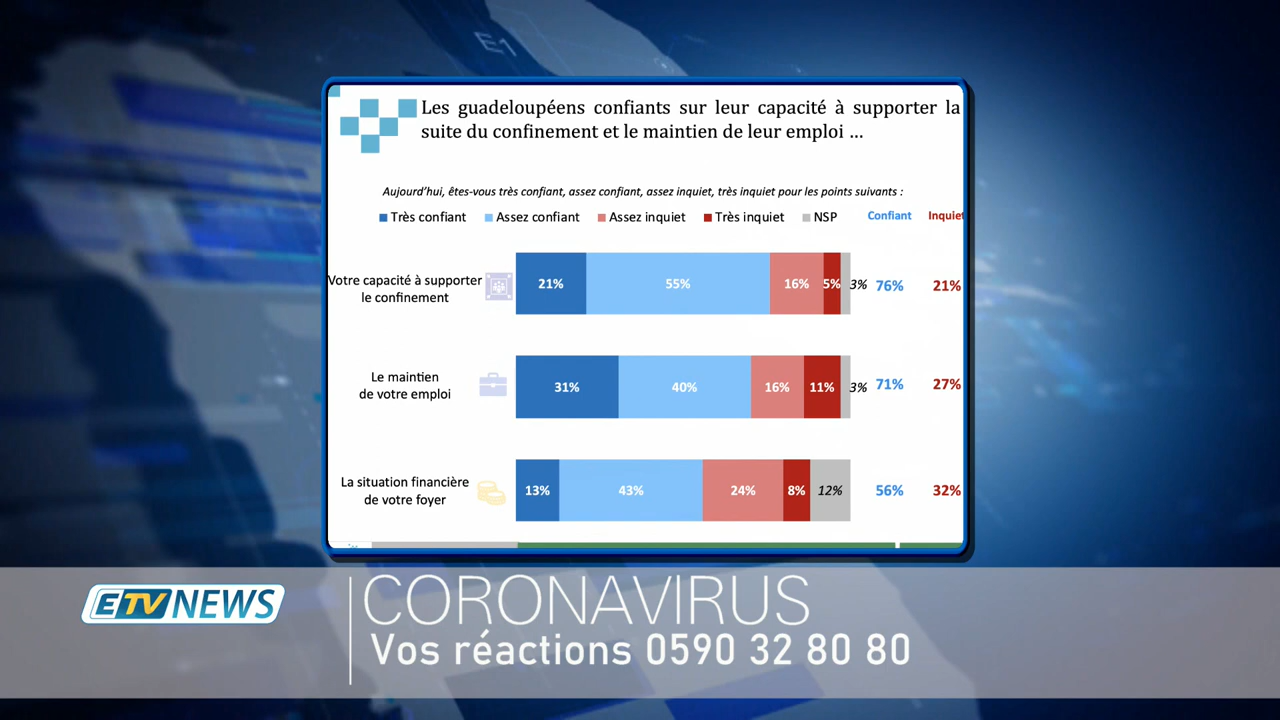 E1
Les guadeloupéens confiants sur leur capacité à supporter la
suite du confinement et le maintien de leur emploi ...
Aujourd'hui, êtes-vous très confiant, assez confiant, assez inquiet, très inquiet pour les points suivants :
Très confiant Assez confiant Assez inquiet Très inquiet NSP Confiant Inquiet
Votre capacité à supporter
le confinement
21% 55% 16% 5% 3% 76% 21%
Le maintien
de votre emploi
31% 40% 16% 11% 3% 71% 27%
La situation financière
de votre foyer
13% 43% 24% 8% 12% 56% 32%
ETV NEWS
CORONAVIRUS
Vos réactions 0590 32 80 80